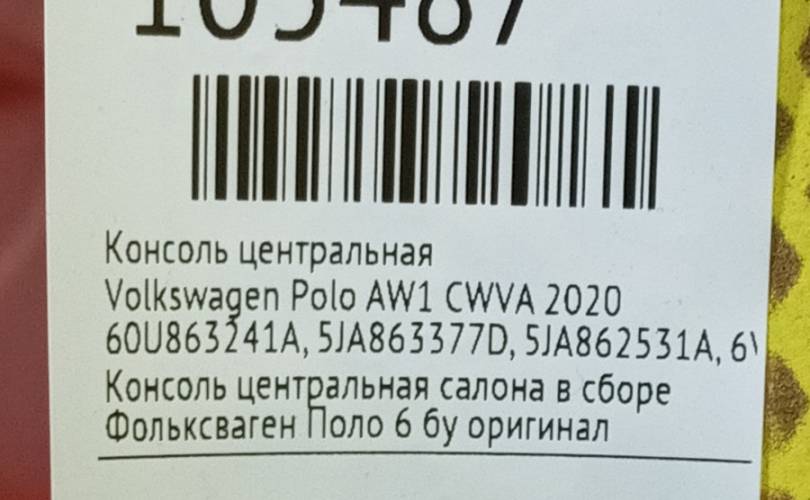 105487
Консоль центральная
Volkswagen Polo AW1 CWVA 2020
60U863241A, 5JA863377D, 5JA862531A,
Консоль центральная салона в сборе
Фольксваген Поло 6 бу оригинал